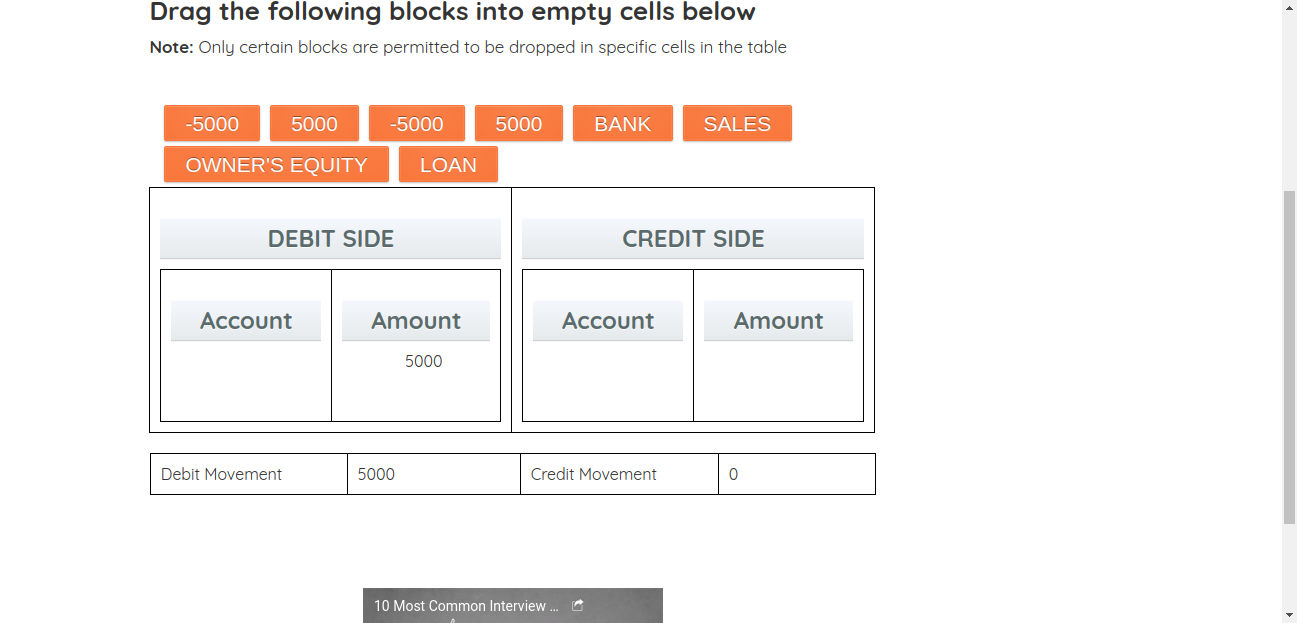 Drag the following blocks into empty cells below
Note: Only certain blocks are permitted to be dropped in specific cells in the table
-5000 5000 -5000 5000 BANK SALES
OWNER'S EQUITY LOAN
DEBIT SIDE CREDIT SIDE
Account Amount Account Amount
5000
Debit Movement 5000 Credit Movement 0
10 Most Common Interview ...